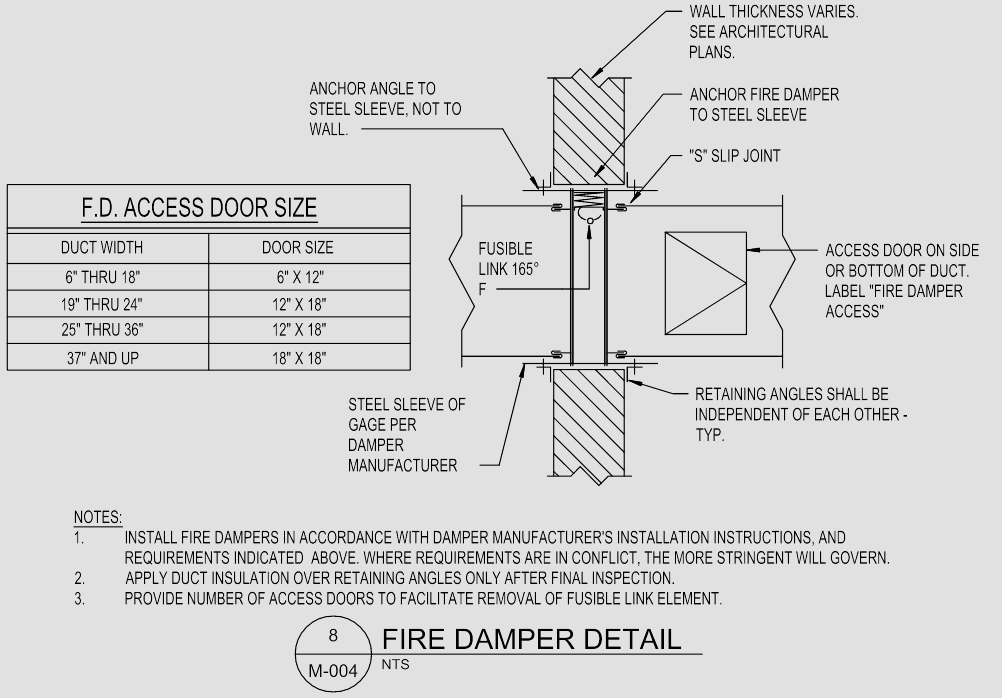 WALL THICKNESS VARIES.
SEE ARCHITECTURAL
PLANS.
ANCHOR ANGLE TO
STEEL SLEEVE, NOT TO
WALL.
ANCHOR FIRE DAMPER
TO STEEL SLEEVE
"S" SLIP JOINT
F.D. ACCESS DOOR SIZE
DUCT WIDTH DOOR SIZE
6" THRU 18" 6" X 12"
19" THRU 24" 12" X 18"
25" THRU 36" 12" X 18"
37" AND UP 18" X 18"
FUSIBLE
LINK 165°
F
ACCESS DOOR ON SIDE
OR BOTTOM OF DUCT.
LABEL "FIRE DAMPER
ACCESS"
STEEL SLEEVE OF
GAGE PER
DAMPER
MANUFACTURER
RETAINING ANGLES SHALL BE
INDEPENDENT OF EACH OTHER -
TYP.
NOTES:
1. INSTALL FIRE DAMPERS IN ACCORDANCE WITH DAMPER MANUFACTURER'S INSTALLATION INSTRUCTIONS, AND
REQUIREMENTS INDICATED ABOVE. WHERE REQUIREMENTS ARE IN CONFLICT, THE MORE STRINGENT WILL GOVERN.
2. APPLY DUCT INSULATION OVER RETAINING ANGLES ONLY AFTER FINAL INSPECTION.
3. PROVIDE NUMBER OF ACCESS DOORS TO FACILITATE REMOVAL OF FUSIBLE LINK ELEMENT.
8
M-004
FIRE DAMPER DETAIL
NTS